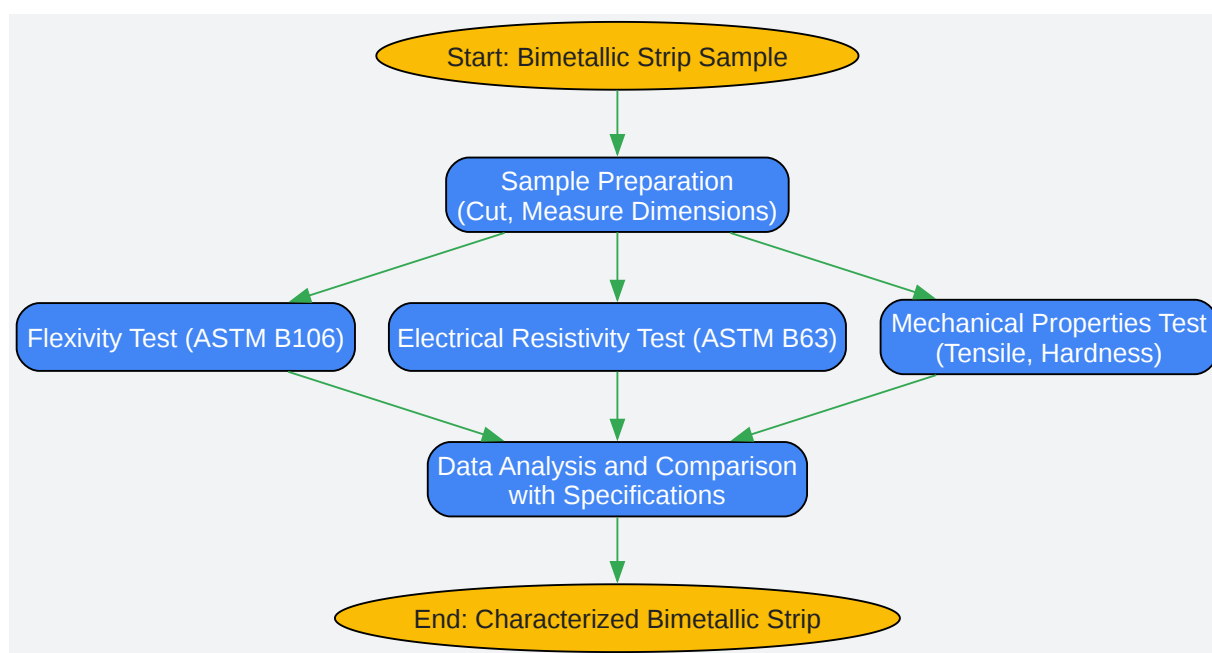 Start: Bimetallic Strip Sample
Sample Preparation
(Cut, Measure Dimensions)
Flexivity Test (ASTM B106)
Electrical Resistivity Test (ASTM B63)
Mechanical Properties Test
(Tensile, Hardness)
Data Analysis and Comparison
with Specifications
End: Characterized Bimetallic Strip